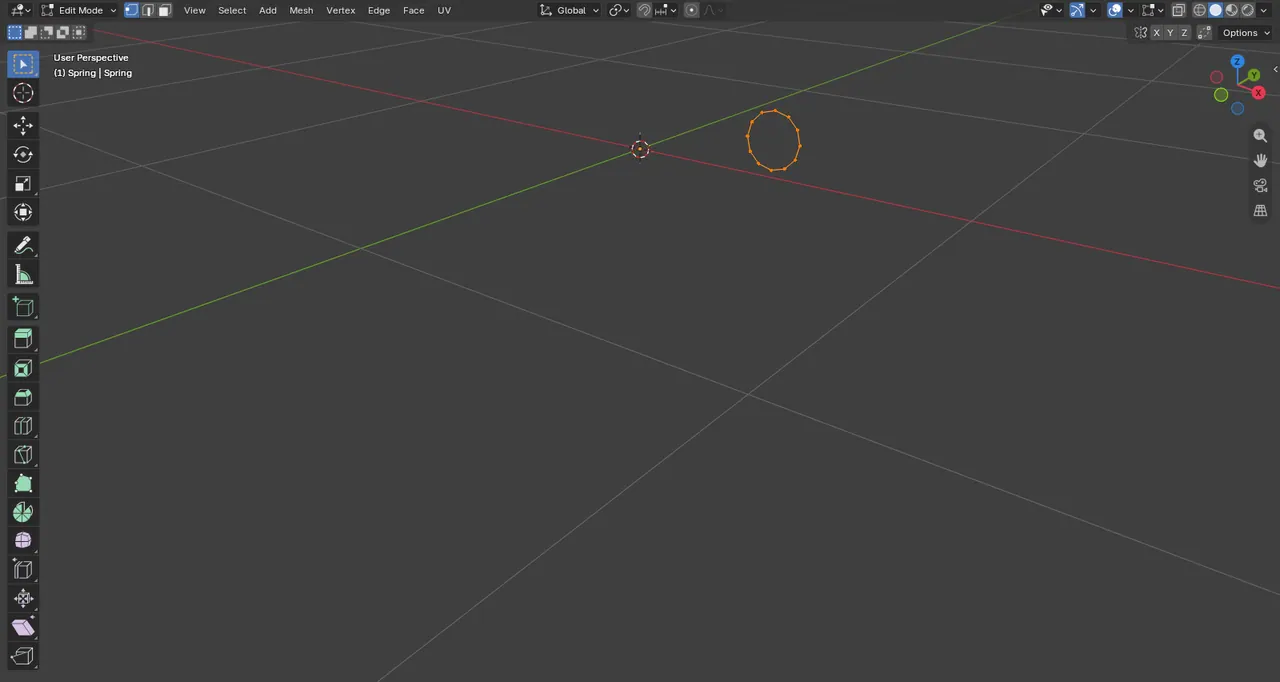 Edit Mode View Select Add Mesh Vertex Edge Face UV Global
X Y Z Options
User Perspective
(1) Spring | Spring
Z
Y
X